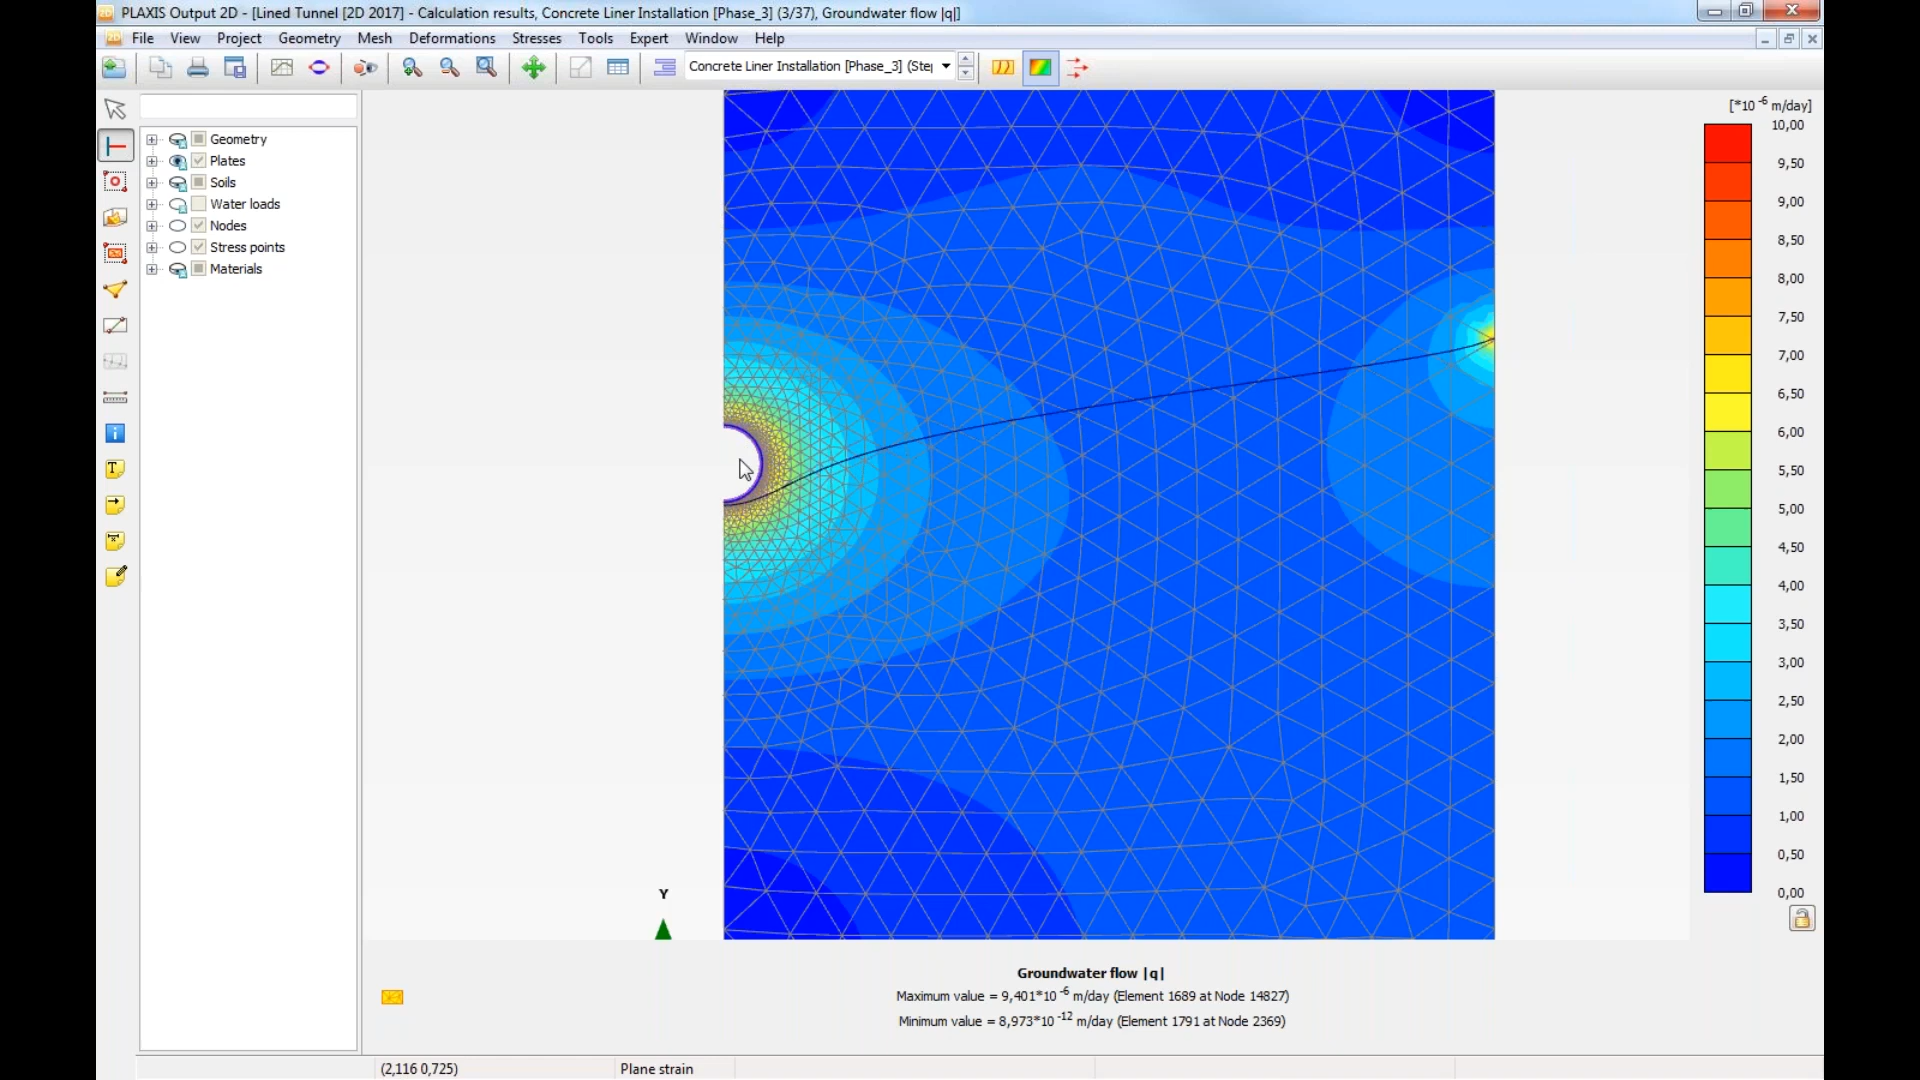 PLAXIS Output 2D - [Lined Tunnel [2D 2017] - Calculation results, Concrete Liner Installation [Phase_3] (3/37), Groundwater flow |q|]
File View Project Geometry Mesh Deformations Stresses Tools Expert Window Help
Concrete Liner Installation [Phase_3] (Ste
Geometry
Plates
Soils
Water loads
Nodes
Stress points
Materials
[*10 -6 m/day]
10,00
9,50
9,00
8,50
8,00
7,50
7,00
6,50
6,00
5,50
5,00
4,50
4,00
3,50
3,00
2,50
2,00
1,50
1,00
0,50
0,00
Y
Groundwater flow |q|
Maximum value = 9,401*10 -6 m/day (Element 1689 at Node 14827)
Minimum value = 8,973*10 -12 m/day (Element 1791 at Node 2369)
(2,116 0,725)
Plane strain